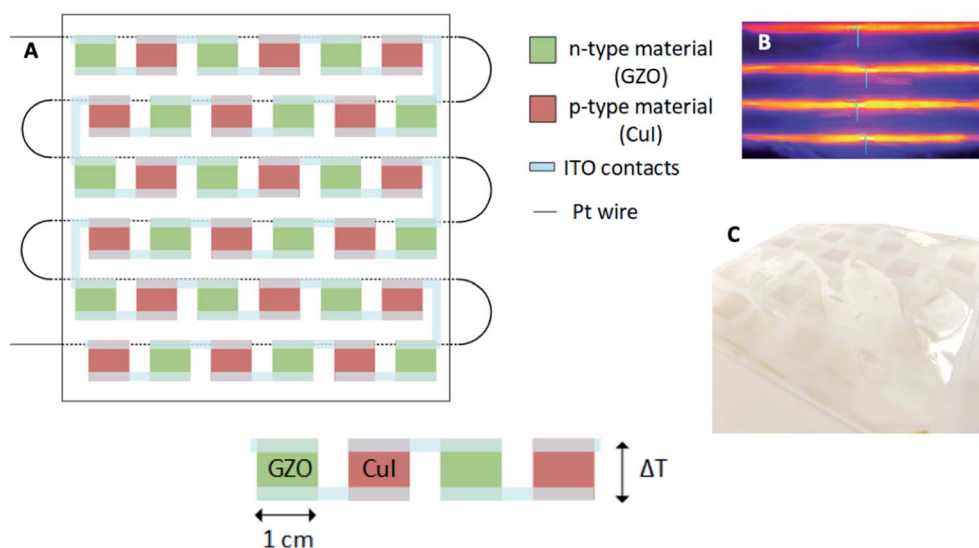 A
n-type material
(GZO)
p-type material
(CuI)
ITO contacts
Pt wire
B
C
GZO
CuI
ΔT
1 cm